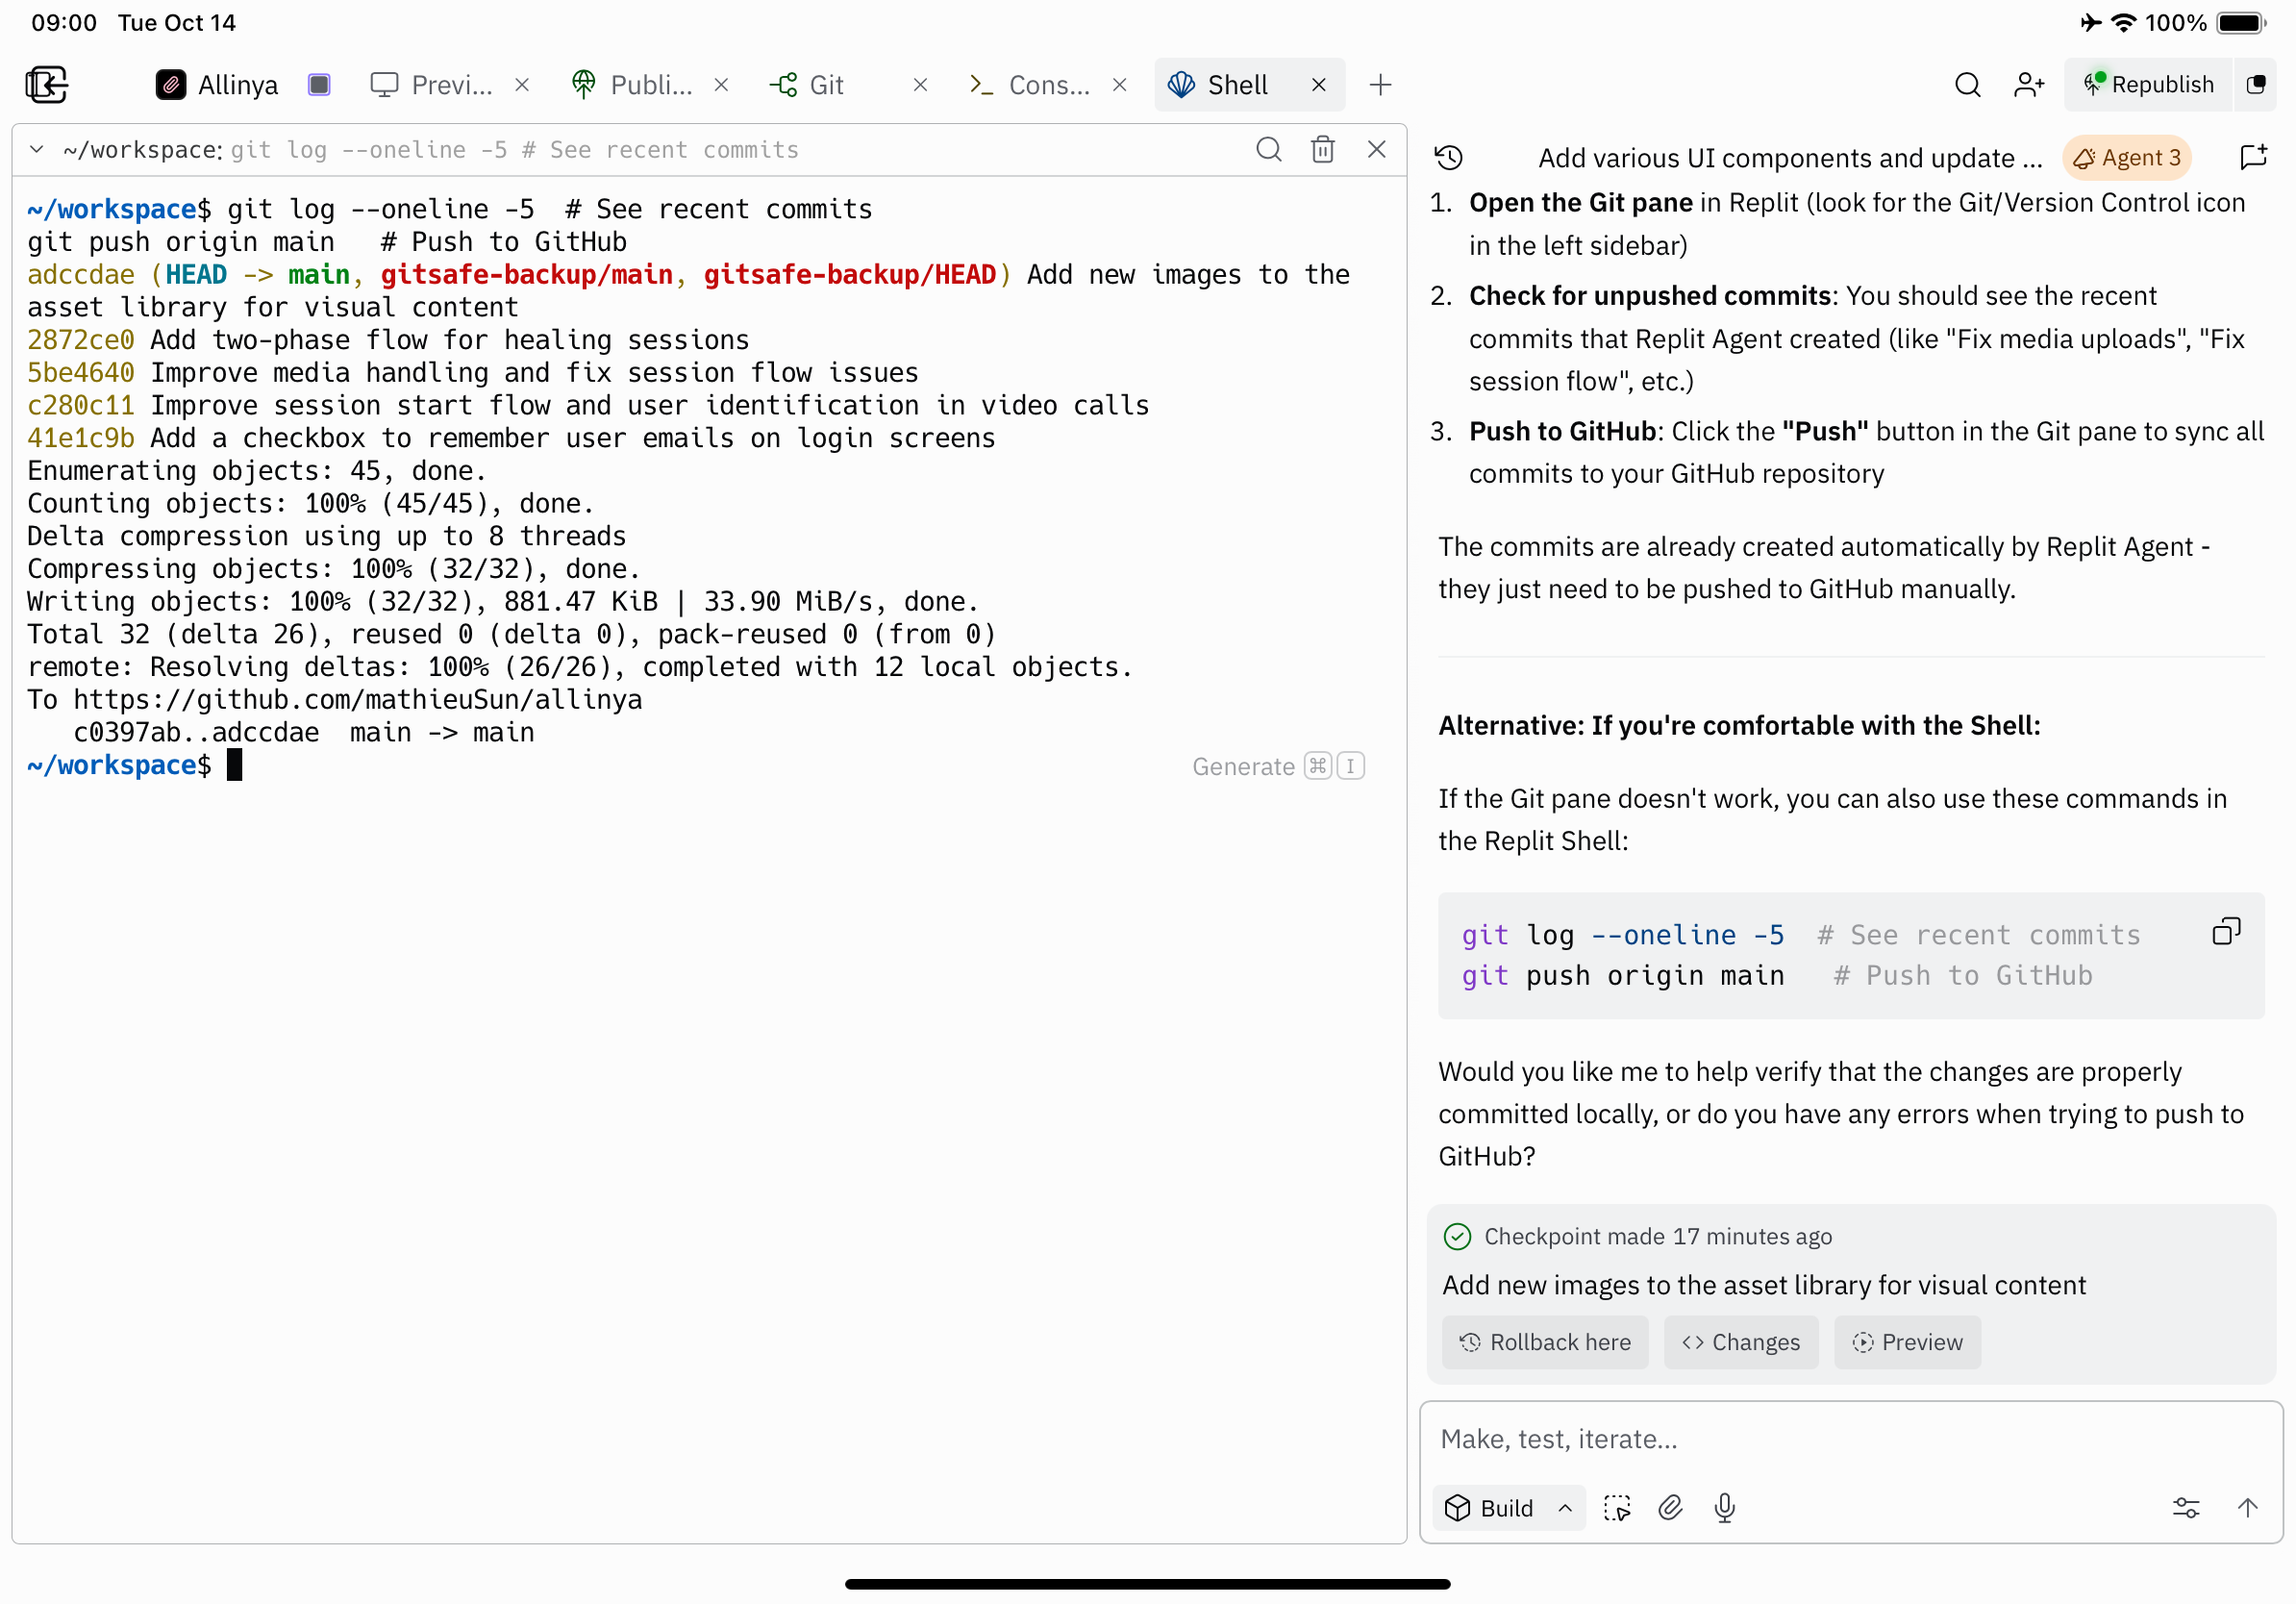 09:00 Tue Oct 14
100%
Allinya
Previ...
Publi...
Git
Cons...
Shell
Republish
~/workspace: git log --oneline -5 # See recent commits
~/workspace$ git log --oneline -5  # See recent commits
git push origin main   # Push to GitHub
adccdae (HEAD -> main, gitsafe-backup/main, gitsafe-backup/HEAD) Add new images to the
asset library for visual content
2872ce0 Add two-phase flow for healing sessions
5be4640 Improve media handling and fix session flow issues
c280c11 Improve session start flow and user identification in video calls
41e1c9b Add a checkbox to remember user emails on login screens
Enumerating objects: 45, done.
Counting objects: 100% (45/45), done.
Delta compression using up to 8 threads
Compressing objects: 100% (32/32), done.
Writing objects: 100% (32/32), 881.47 KiB | 33.90 MiB/s, done.
Total 32 (delta 26), reused 0 (delta 0), pack-reused 0 (from 0)
remote: Resolving deltas: 100% (26/26), completed with 12 local objects.
To https://github.com/mathieuSun/allinya
   c0397ab..adccdae  main -> main
~/workspace$
Generate ⌘ I
Add various UI components and update ...
Agent 3
1. Open the Git pane in Replit (look for the Git/Version Control icon
in the left sidebar)
2. Check for unpushed commits: You should see the recent
commits that Replit Agent created (like "Fix media uploads", "Fix
session flow", etc.)
3. Push to GitHub: Click the "Push" button in the Git pane to sync all
commits to your GitHub repository
The commits are already created automatically by Replit Agent -
they just need to be pushed to GitHub manually.
Alternative: If you're comfortable with the Shell:
If the Git pane doesn't work, you can also use these commands in
the Replit Shell:
git log --oneline -5  # See recent commits
git push origin main   # Push to GitHub
Would you like me to help verify that the changes are properly
committed locally, or do you have any errors when trying to push to
GitHub?
Checkpoint made 17 minutes ago
Add new images to the asset library for visual content
Rollback here
Changes
Preview
Make, test, iterate...
Build